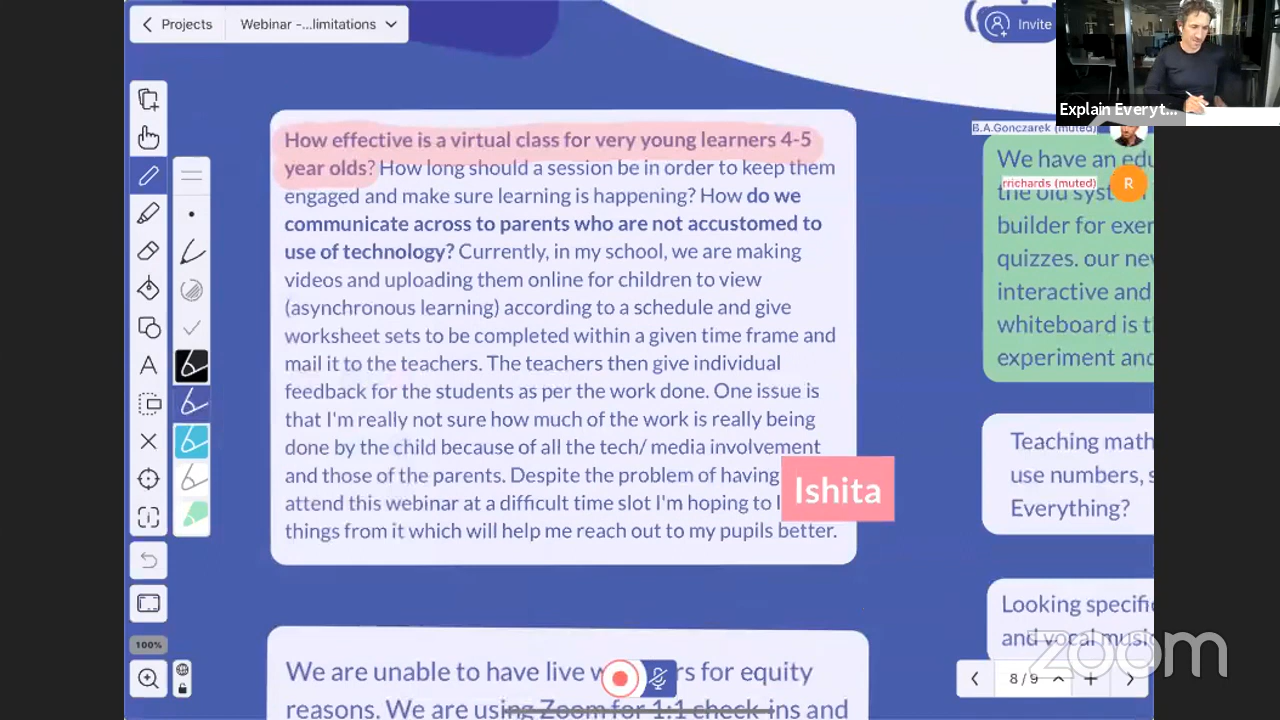 Projects
Webinar -...limitations
Invite
Explain Everyt...
B.A.Gonczarek (muted)
rrichards (muted)
R
How effective is a virtual class for very young learners 4-5
year olds? How long should a session be in order to keep them
engaged and make sure learning is happening? How do we
communicate across to parents who are not accustomed to
use of technology? Currently, in my school, we are making
videos and uploading them online for children to view
(asynchronous learning) according to a schedule and give
worksheet sets to be completed within a given time frame and
mail it to the teachers. The teachers then give individual
feedback for the students as per the work done. One issue is
that I'm really not sure how much of the work is really being
done by the child because of all the tech/ media involvement
and those of the parents. Despite the problem of having
attend this webinar at a difficult time slot I'm hoping to
things from it which will help me reach out to my pupils better.
Ishita
We have an
the old
builder for
quizzes. our
interactive and
whiteboard is
experiment
Teaching
use numbers,
Everything?
Looking
and vocal
We are unable to have live for equity
reasons. We are using Zoom for 1:1 check-ins and
A
100%
8/9
zoom